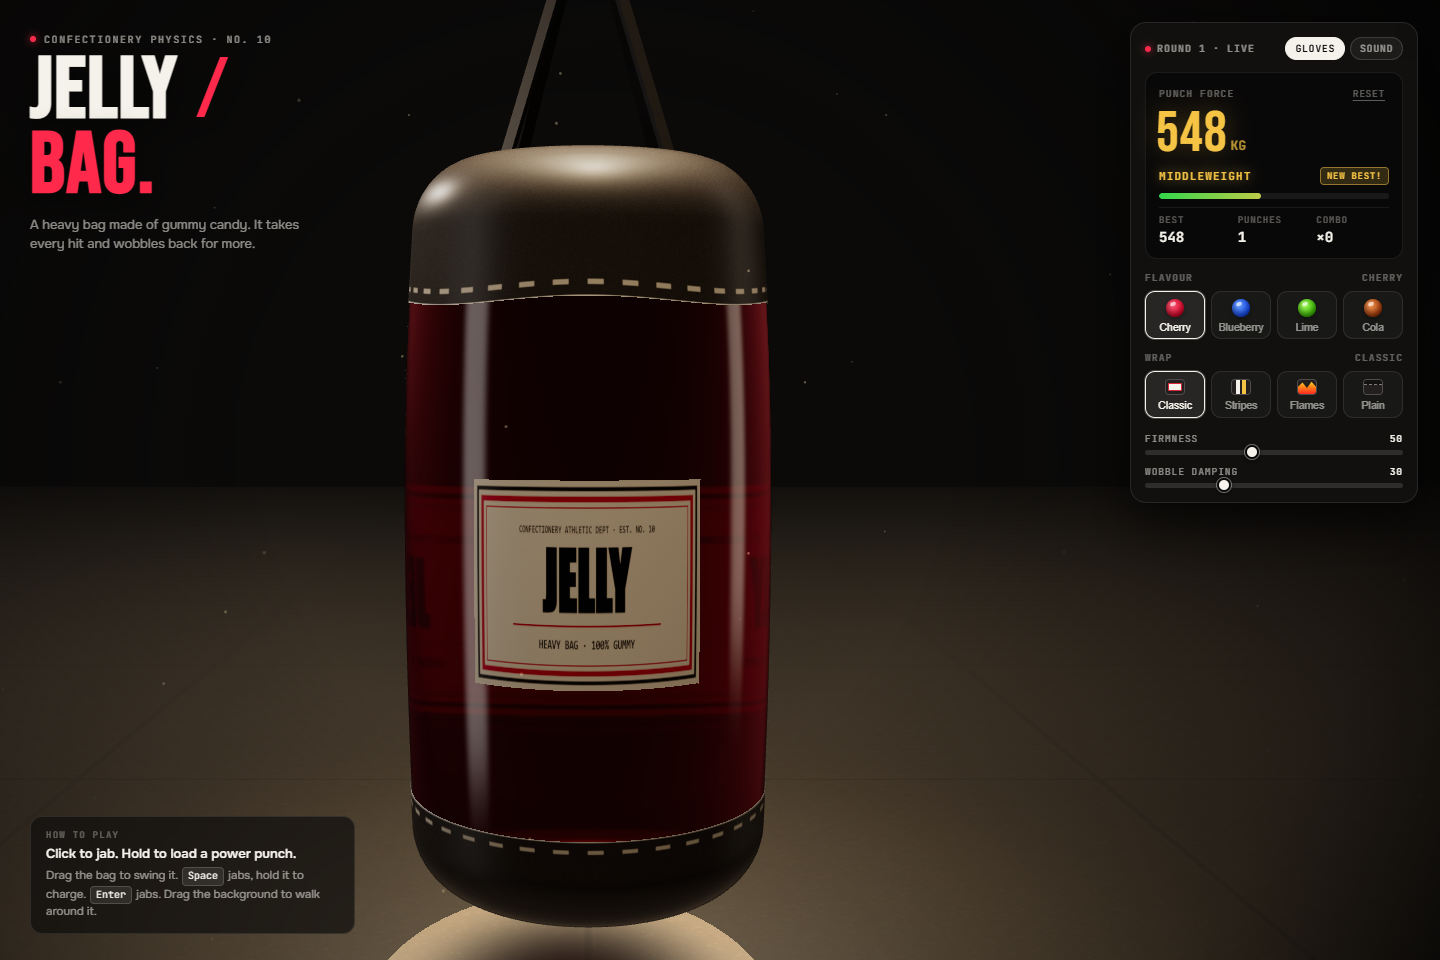 CONFECTIONERY PHYSICS · NO. 10
JELLY /
BAG.
A heavy bag made of gummy candy. It takes
every hit and wobbles back for more.
CONFECTIONERY ATHLETIC DEPT · EST. NO. 10
JELLY
HEAVY BAG · 100% GUMMY
HOW TO PLAY
Click to jab. Hold to load a power punch.
Drag the bag to swing it. Space jabs, hold it to
charge. Enter jabs. Drag the background to walk
around it.
ROUND 1 · LIVE GLOVES SOUND
PUNCH FORCE RESET
548 KG
MIDDLEWEIGHT NEW BEST!
BEST PUNCHES COMBO
548 1 ×0
FLAVOUR CHERRY
Cherry Blueberry Lime Cola
WRAP CLASSIC
Classic Stripes Flames Plain
FIRMNESS 50
WOBBLE DAMPING 30